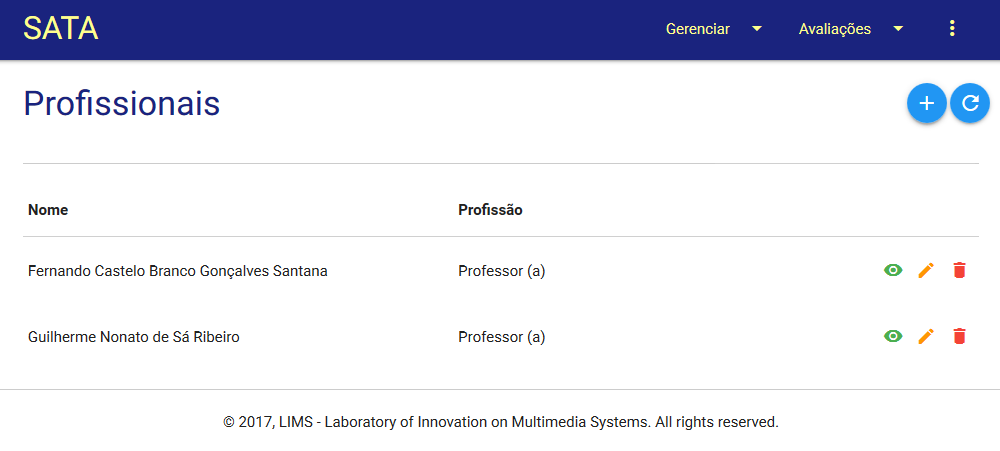 SATA
Gerenciar Avaliações
Profissionais
Nome Profissão
Fernando Castelo Branco Gonçalves Santana Professor (a)
Guilherme Nonato de Sá Ribeiro Professor (a)
© 2017, LIMS - Laboratory of Innovation on Multimedia Systems. All rights reserved.